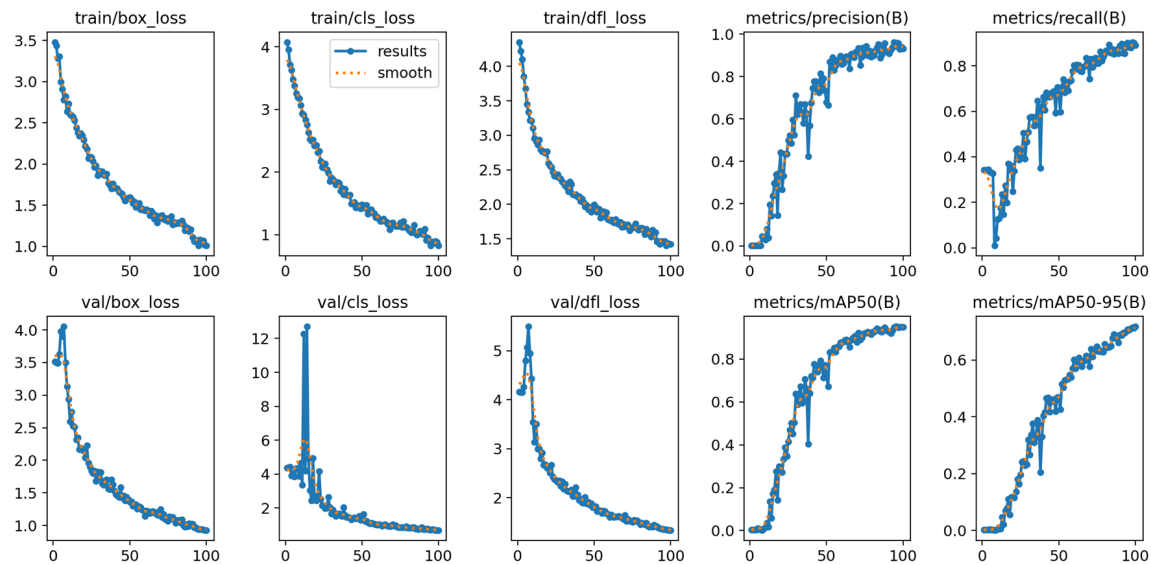 train/box_loss
train/cls_loss
train/dfl_loss
metrics/precision(B)
metrics/recall(B)
results
smooth
3.5
3.0
2.5
2.0
1.5
1.0
0 50 100
4
3
2
1
0 50 100
4.0
3.5
3.0
2.5
2.0
1.5
0 50 100
1.0
0.8
0.6
0.4
0.2
0.0
0 50 100
0.8
0.6
0.4
0.2
0.0
0 50 100
val/box_loss
val/cls_loss
val/dfl_loss
metrics/mAP50(B)
metrics/mAP50-95(B)
4.0
3.5
3.0
2.5
2.0
1.5
1.0
0 50 100
12
10
8
6
4
2
0 50 100
5
4
3
2
0 50 100
0.8
0.6
0.4
0.2
0.0
0 50 100
0.6
0.4
0.2
0.0
0 50 100